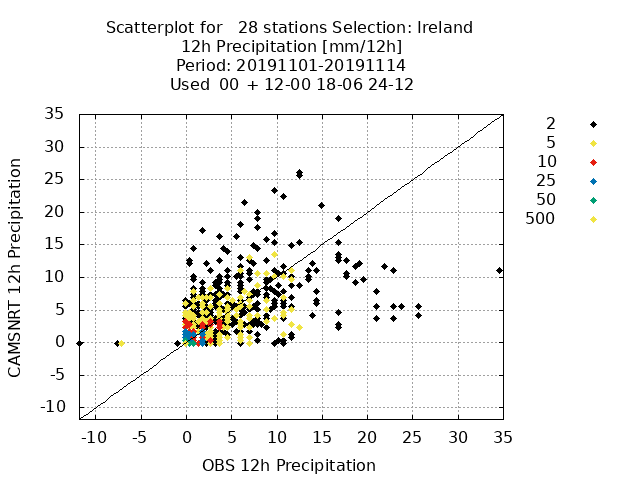 Scatterplot for 28 stations Selection: Ireland
12h Precipitation [mm/12h]
Period: 20191101-20191114
Used 00 + 12-00 18-06 24-12
35
30
25
20
15
10
5
0
-5
-10
CAMSNRT 12h Precipitation
-10 -5 0 5 10 15 20 25 30 35
OBS 12h Precipitation
2
5
10
25
50
500